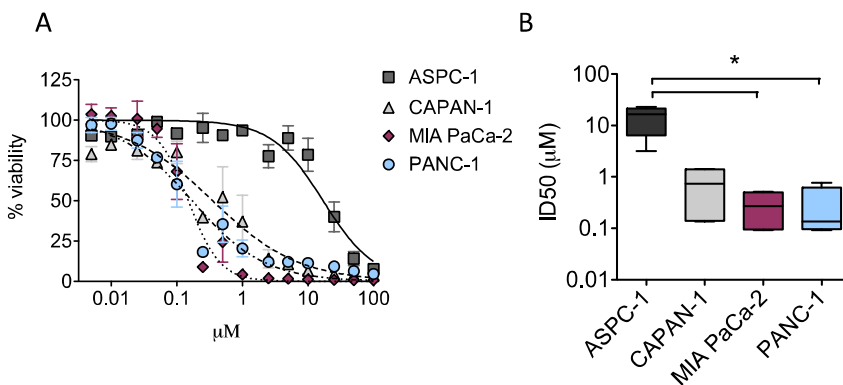 A
125
100
75
50
25
0
% viability
0.01
0.1
1
10
100
μM
ASPC-1
CAPAN-1
MIA PaCa-2
PANC-1
B
*
100
10
1
0.1
0.01
ID50 (μM)
ASPC-1
CAPAN-1
MIA PaCa-2
PANC-1